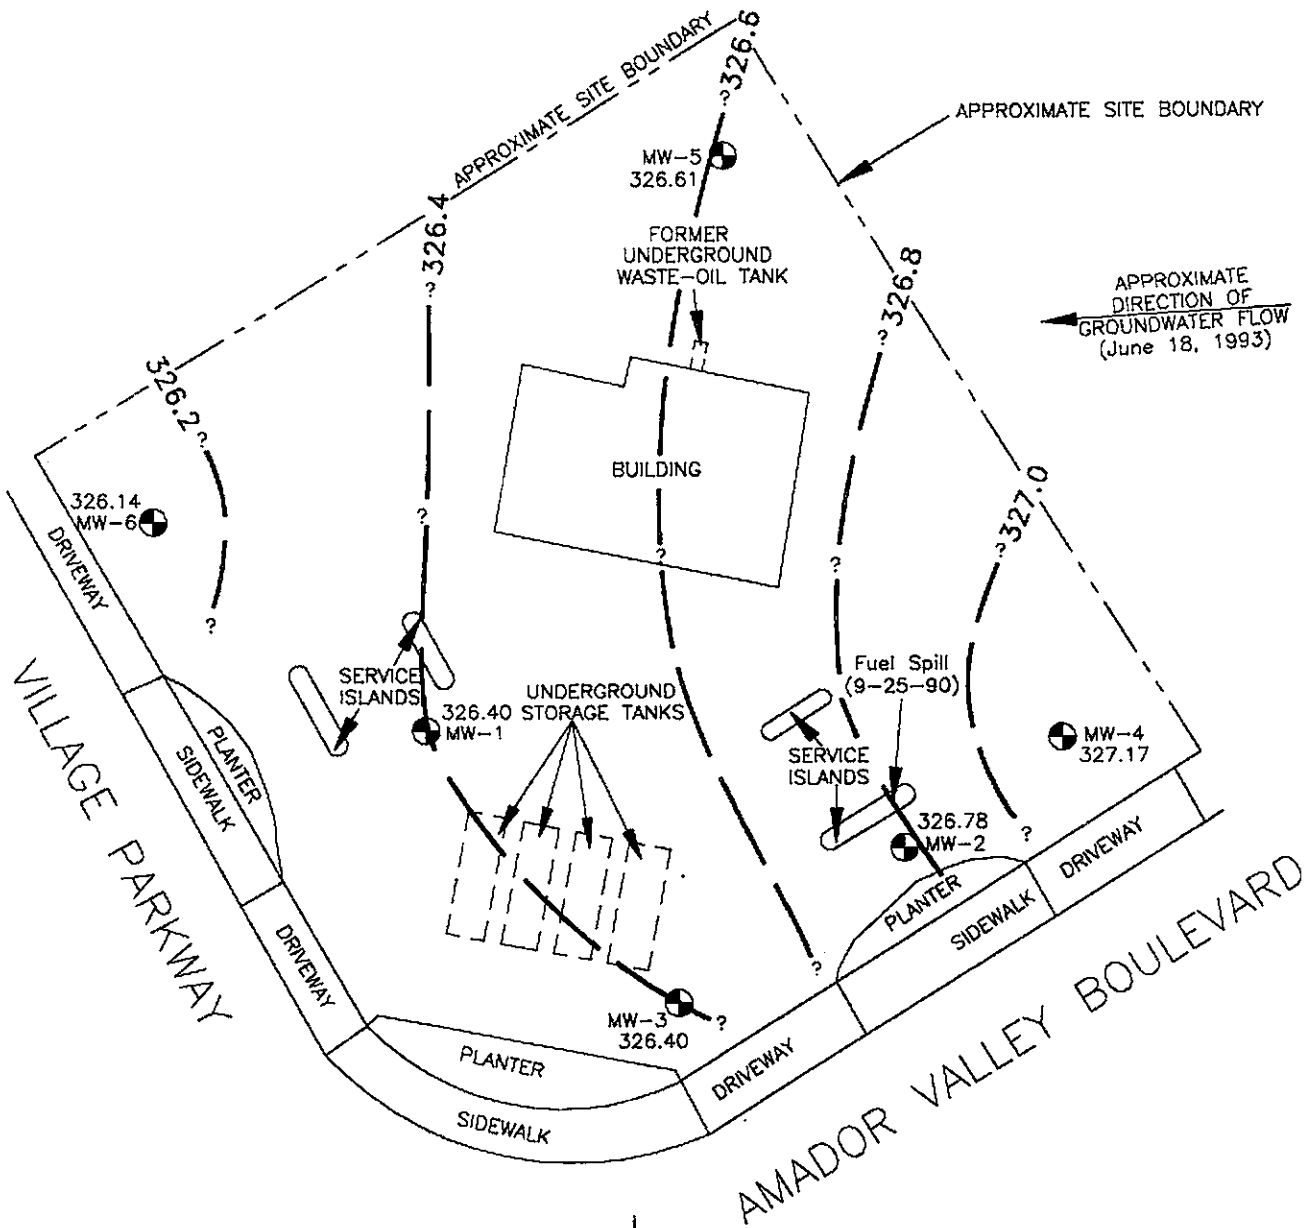 326.6
APPROXIMATE SITE BOUNDARY
APPROXIMATE SITE BOUNDARY
?
MW-5
326.61
326.4
FORMER
UNDERGROUND
WASTE-OIL TANK
326.8
APPROXIMATE
DIRECTION OF
GROUNDWATER FLOW
(June 18, 1993)
?
?
326.2
?
BUILDING
327.0
326.14
MW-6
?
?
?
?
DRIVEWAY
?
VILLAGE PARKWAY
SERVICE
ISLANDS
UNDERGROUND
STORAGE TANKS
Fuel Spill
(9-25-90)
326.40
MW-1
SERVICE
ISLANDS
MW-4
327.17
PLANTER
SIDEWALK
326.78
MW-2
?
DRIVEWAY
PLANTER
SIDEWALK
DRIVEWAY
?
MW-3
326.40
?
PLANTER
SIDEWALK
DRIVEWAY
AMADOR VALLEY BOULEVARD